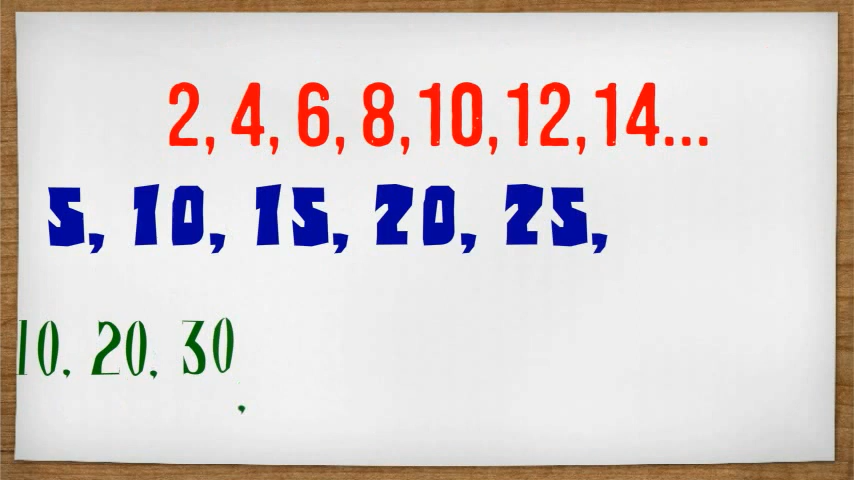 2, 4, 6, 8,10,12,14...
5, 10, 15, 20, 25,
10, 20, 30,